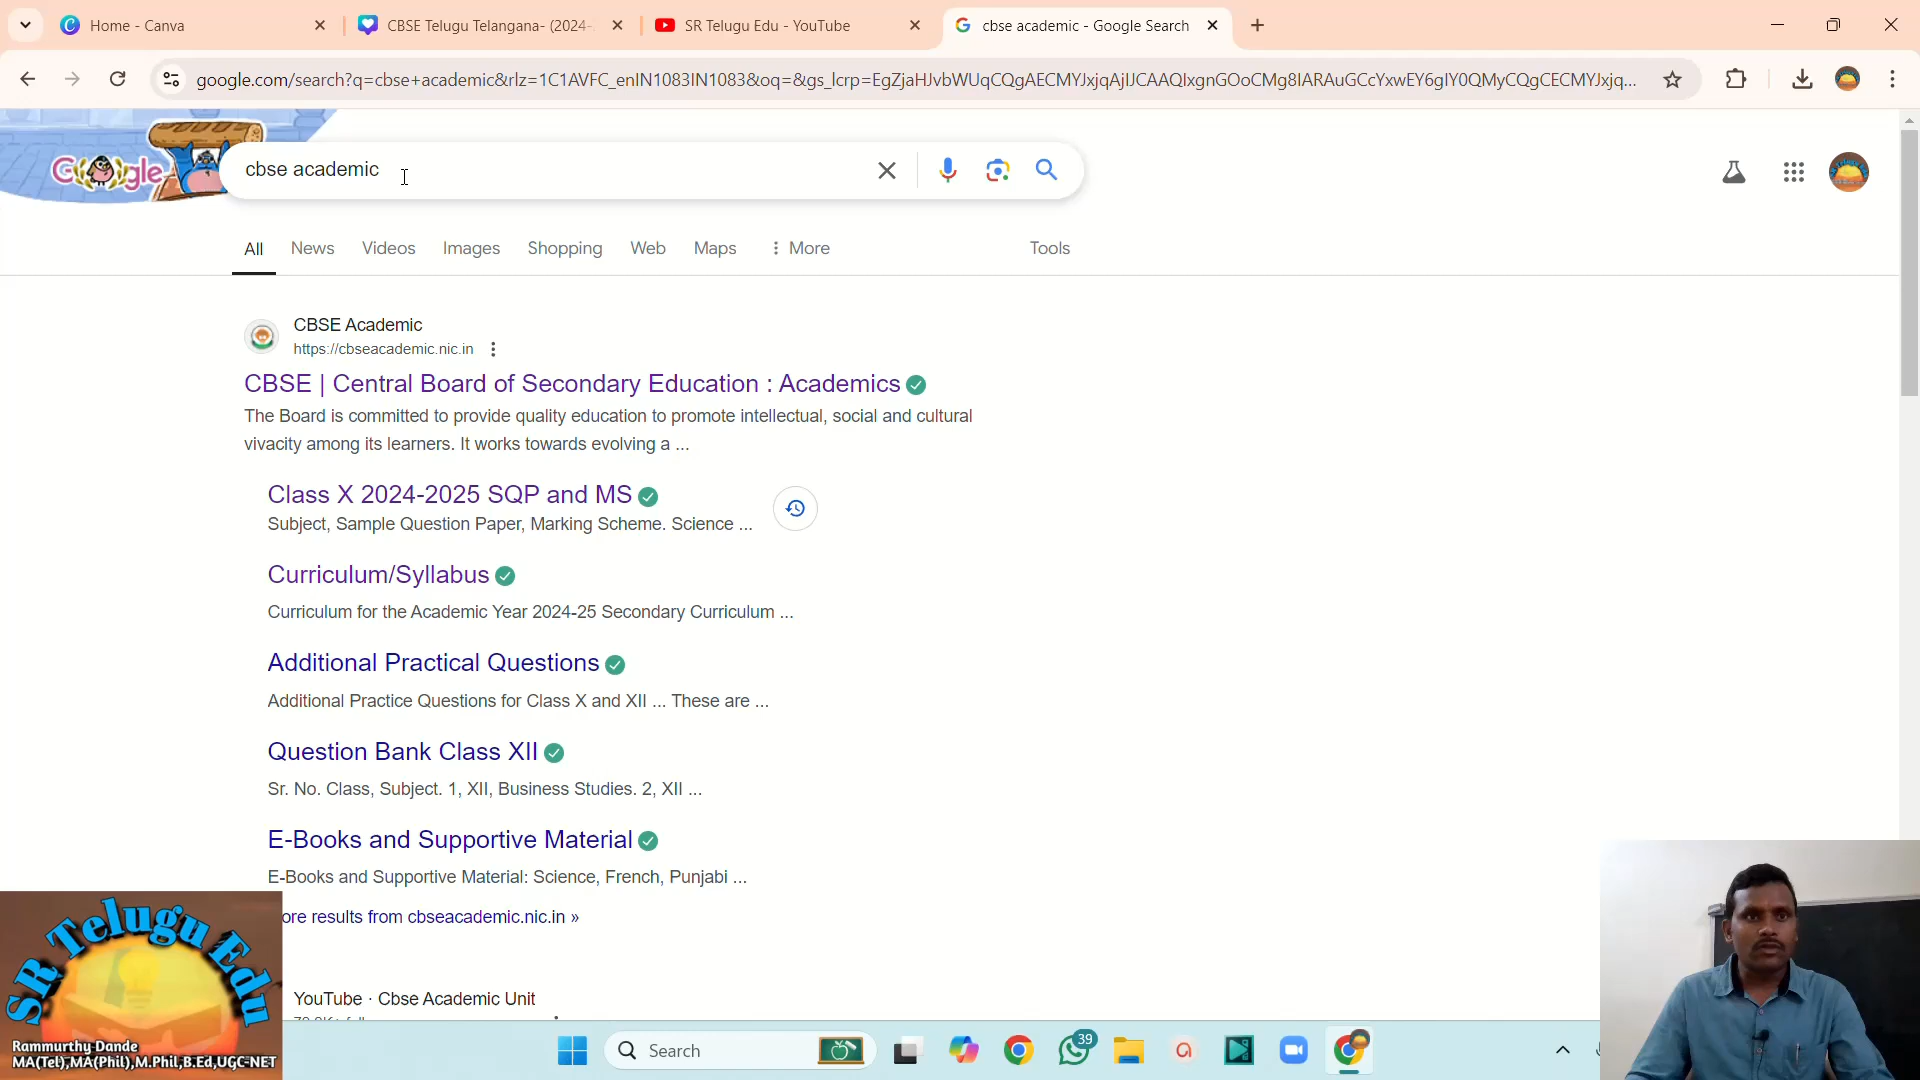 Home - Canva
CBSE Telugu Telangana- (2024-
SR Telugu Edu - YouTube
cbse academic - Google Search
google.com/search?q=cbse+academic&rlz=1C1AVFC_enIN1083IN1083&oq=&gs_lcrp=EgZjaHJvbWUqCQgAECMYJxjqAjIJCAAQIxgnGOoCMg8IARAuGCcYxwEY6gIY0QMyCQgCECMYJxjq...
Google
cbse academic
All
News
Videos
Images
Shopping
Web
Maps
More
Tools
CBSE Academic
https://cbseacademic.nic.in
CBSE | Central Board of Secondary Education : Academics
The Board is committed to provide quality education to promote intellectual, social and cultural
vivacity among its learners. It works towards evolving a ...
Class X 2024-2025 SQP and MS
Subject, Sample Question Paper, Marking Scheme. Science ...
Curriculum/Syllabus
Curriculum for the Academic Year 2024-25 Secondary Curriculum ...
Additional Practical Questions
Additional Practice Questions for Class X and XII ... These are ...
Question Bank Class XII
Sr. No. Class, Subject. 1, XII, Business Studies. 2, XII ...
E-Books and Supportive Material
E-Books and Supportive Material: Science, French, Punjabi ...
ore results from cbseacademic.nic.in »
YouTube · Cbse Academic Unit
SR Telugu Edu
Rammurthy Dande
MA(Tel),MA(Phil),M.Phil,B.Ed,UGC-NET
Search
39